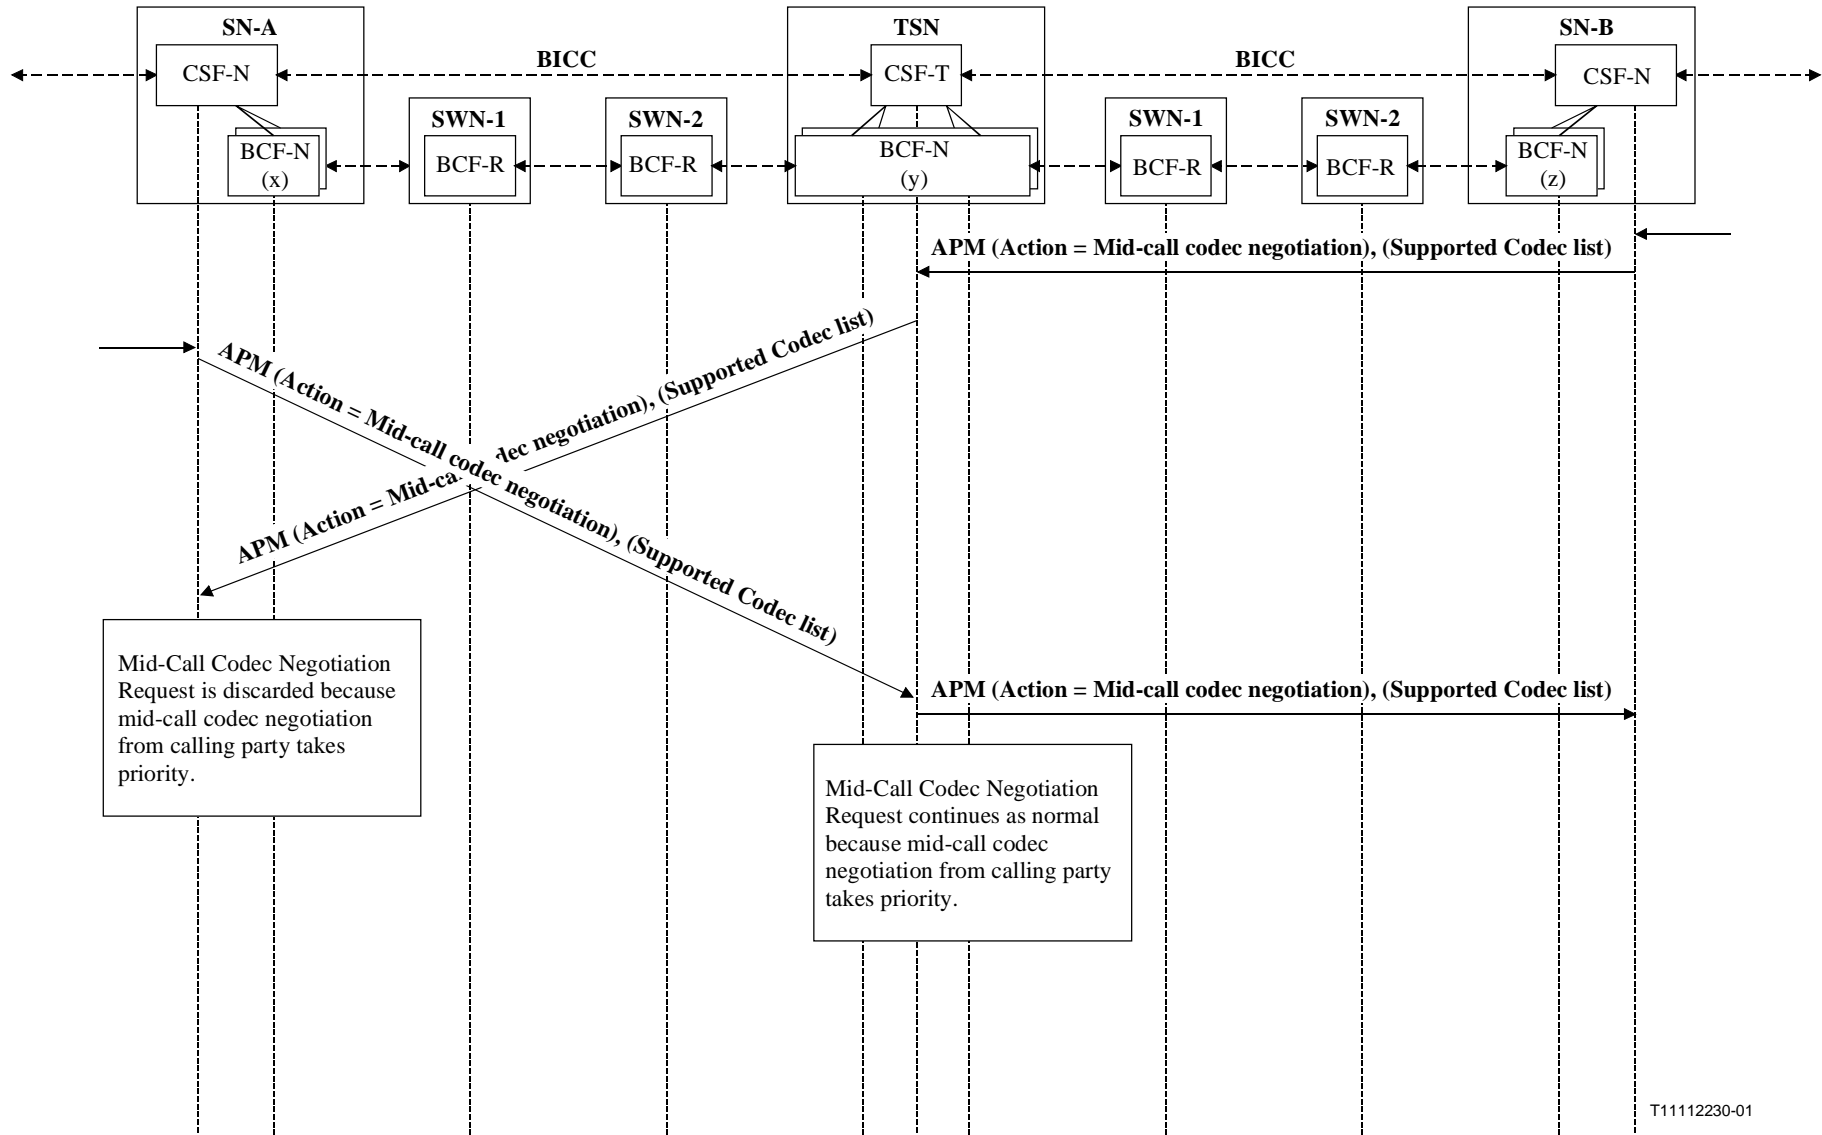 SN-A
TSN
SN-B
BICC
BICC
CSF-N
CSF-T
CSF-N
SWN-1
SWN-2
SWN-1
SWN-2
BCF-N
(x)
BCF-R
BCF-R
BCF-N
(y)
BCF-R
BCF-R
BCF-N
(z)
APM (Action = Mid-call codec negotiation), (Supported Codec list)
APM (Action = Mid-call codec negotiation), (Supported Codec list)
APM (Action = Mid-ca dec negotiation), (Supported Codec list)
APM (Action = Mid-call codec negotiation), (Supported Codec list)
Mid-Call Codec Negotiation
Request is discarded because
mid-call codec negotiation
from calling party takes
priority.
Mid-Call Codec Negotiation
Request continues as normal
because mid-call codec
negotiation from calling party
takes priority.
T11112230-01